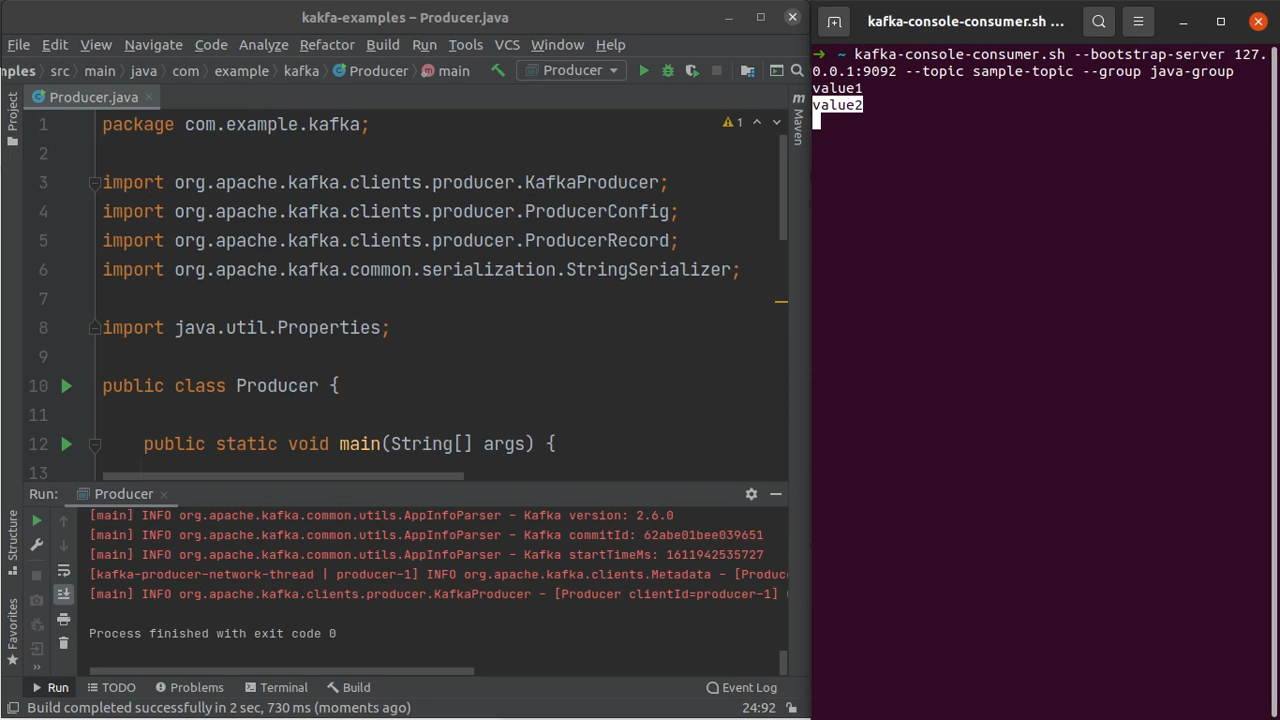 kakfa-examples – Producer.java
File Edit View Navigate Code Analyze Refactor Build Run Tools VCS Window Help
mples src main java com example kafka Producer main Producer
Producer.java
Project
Maven
1 package com.example.kafka;
1
2
3 import org.apache.kafka.clients.producer.KafkaProducer;
4 import org.apache.kafka.clients.producer.ProducerConfig;
5 import org.apache.kafka.clients.producer.ProducerRecord;
6 import org.apache.kafka.common.serialization.StringSerializer;
7
8 import java.util.Properties;
9
10 public class Producer {
11
12 public static void main(String[] args) {
13
Run: Producer
Structure
Favorites
[main] INFO org.apache.kafka.common.utils.AppInfoParser - Kafka version: 2.6.0
[main] INFO org.apache.kafka.common.utils.AppInfoParser - Kafka commitId: 62abe01bee039651
[main] INFO org.apache.kafka.common.utils.AppInfoParser - Kafka startTimeMs: 1611942535727
[kafka-producer-network-thread | producer-1] INFO org.apache.kafka.clients.Metadata - [Produc
[main] INFO org.apache.kafka.clients.producer.KafkaProducer - [Producer clientId=producer-1]
Process finished with exit code 0
Run TODO Problems Terminal Build Event Log
Build completed successfully in 2 sec, 730 ms (moments ago) 24:92
kafka-console-consumer.sh ...
➜ ~ kafka-console-consumer.sh --bootstrap-server 127.
0.0.1:9092 --topic sample-topic --group java-group
value1
value2